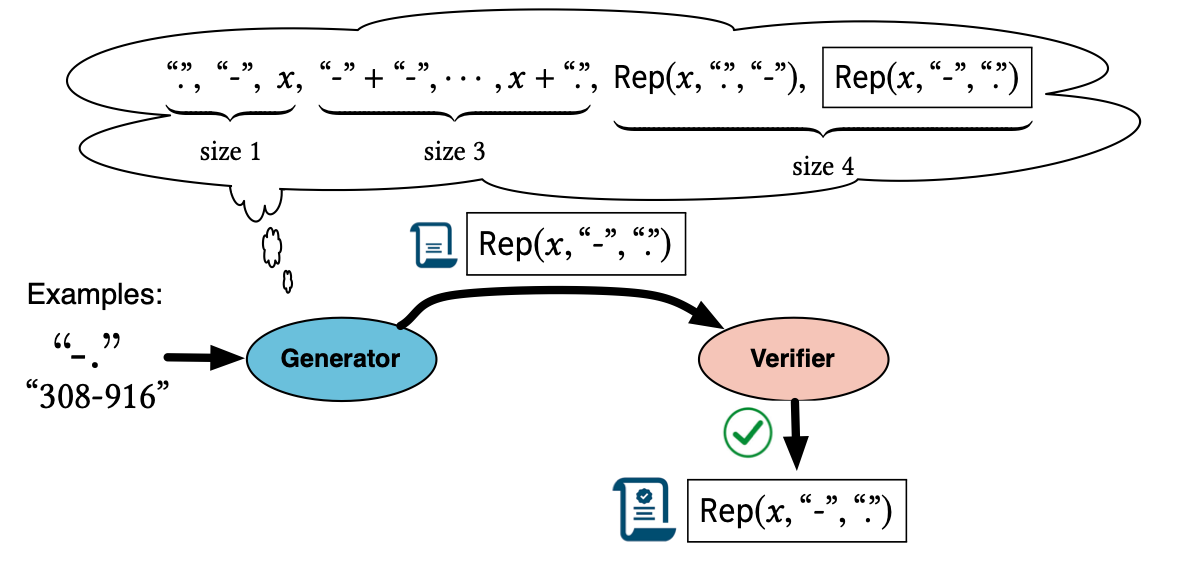 “.”, “-”, x, “-” + “-”, ⋯ , x + “.”, Rep(x, “.”, “-”), Rep(x, “-”, “.”)
size 1 size 3 size 4
Rep(x, “-”, “.”)
Examples:
“-.”
“308-916”
Generator
Verifier
Rep(x, “-”, “.”)